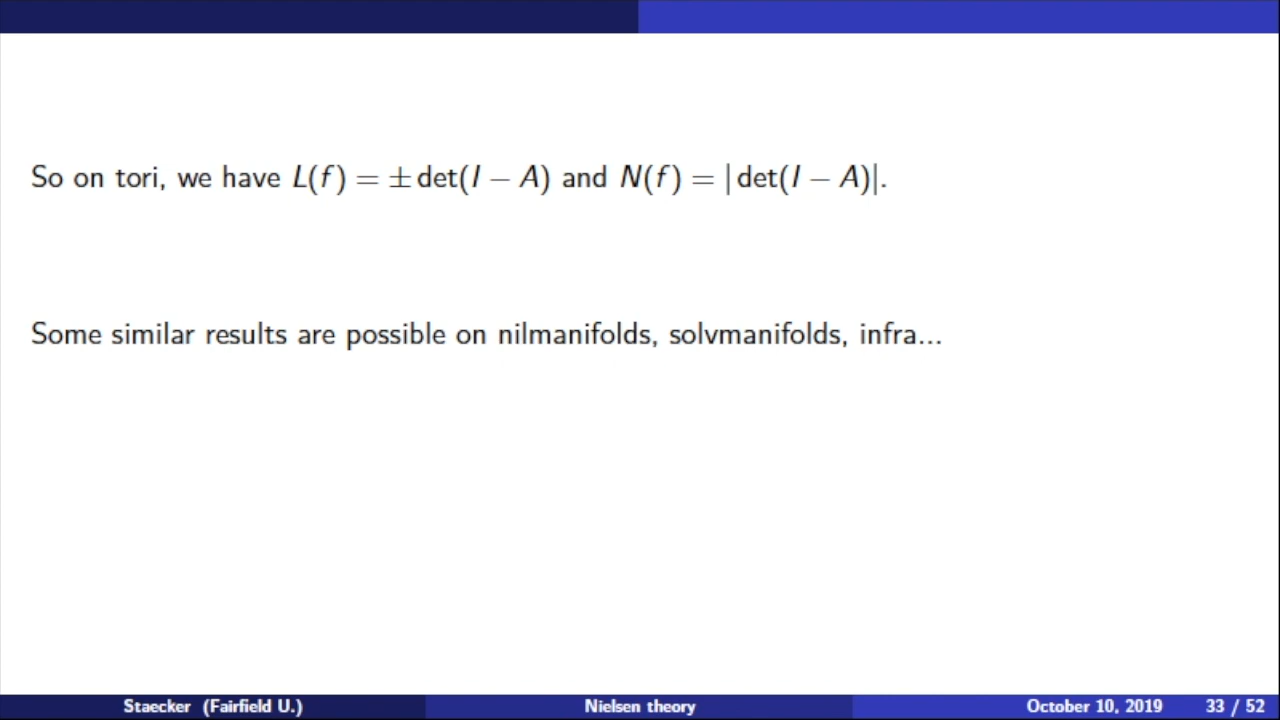 So on tori, we have L(f) = ± det(I − A) and N(f) = | det(I − A)|.
Some similar results are possible on nilmanifolds, solvmanifolds, infra...
Staecker (Fairfield U.) Nielsen theory October 10, 2019 33 / 52